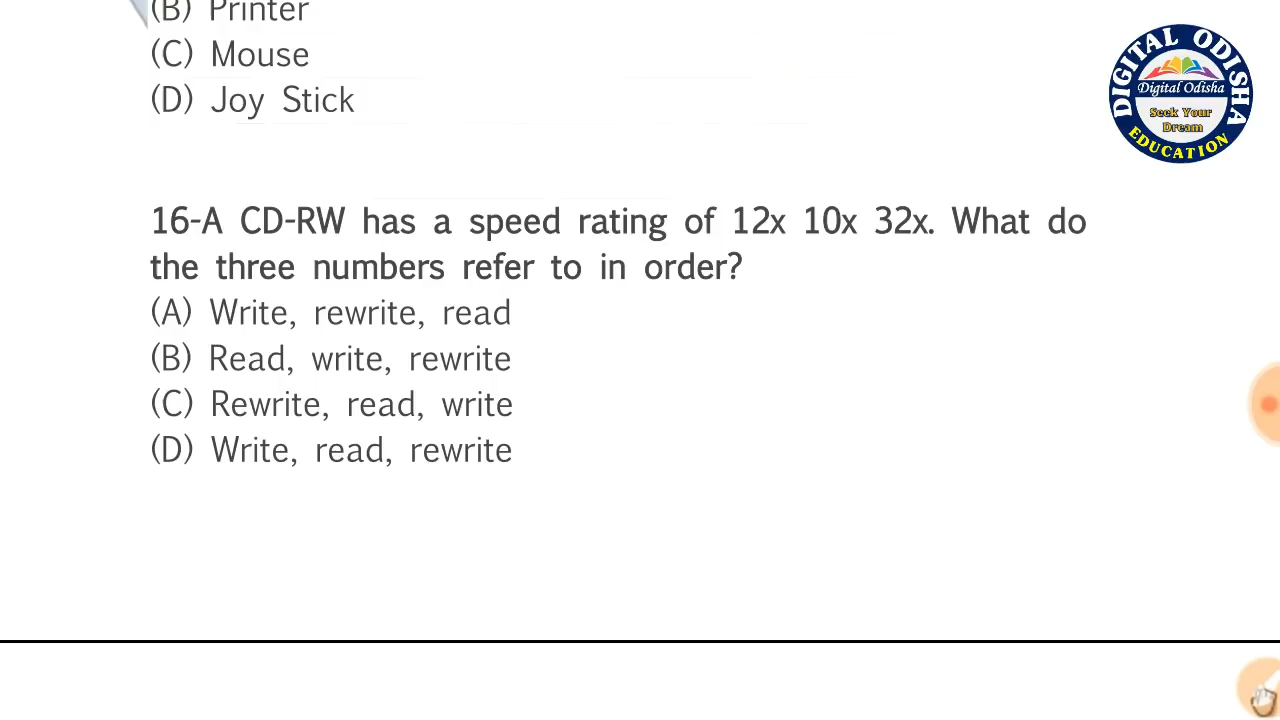 (B) Printer
(C) Mouse
(D) Joy Stick
DIGITAL ODISHA
Digital Odisha
Seek Your
Dream
EDUCATION
16-A CD-RW has a speed rating of 12x 10x 32x. What do
the three numbers refer to in order?
(A) Write, rewrite, read
(B) Read, write, rewrite
(C) Rewrite, read, write
(D) Write, read, rewrite